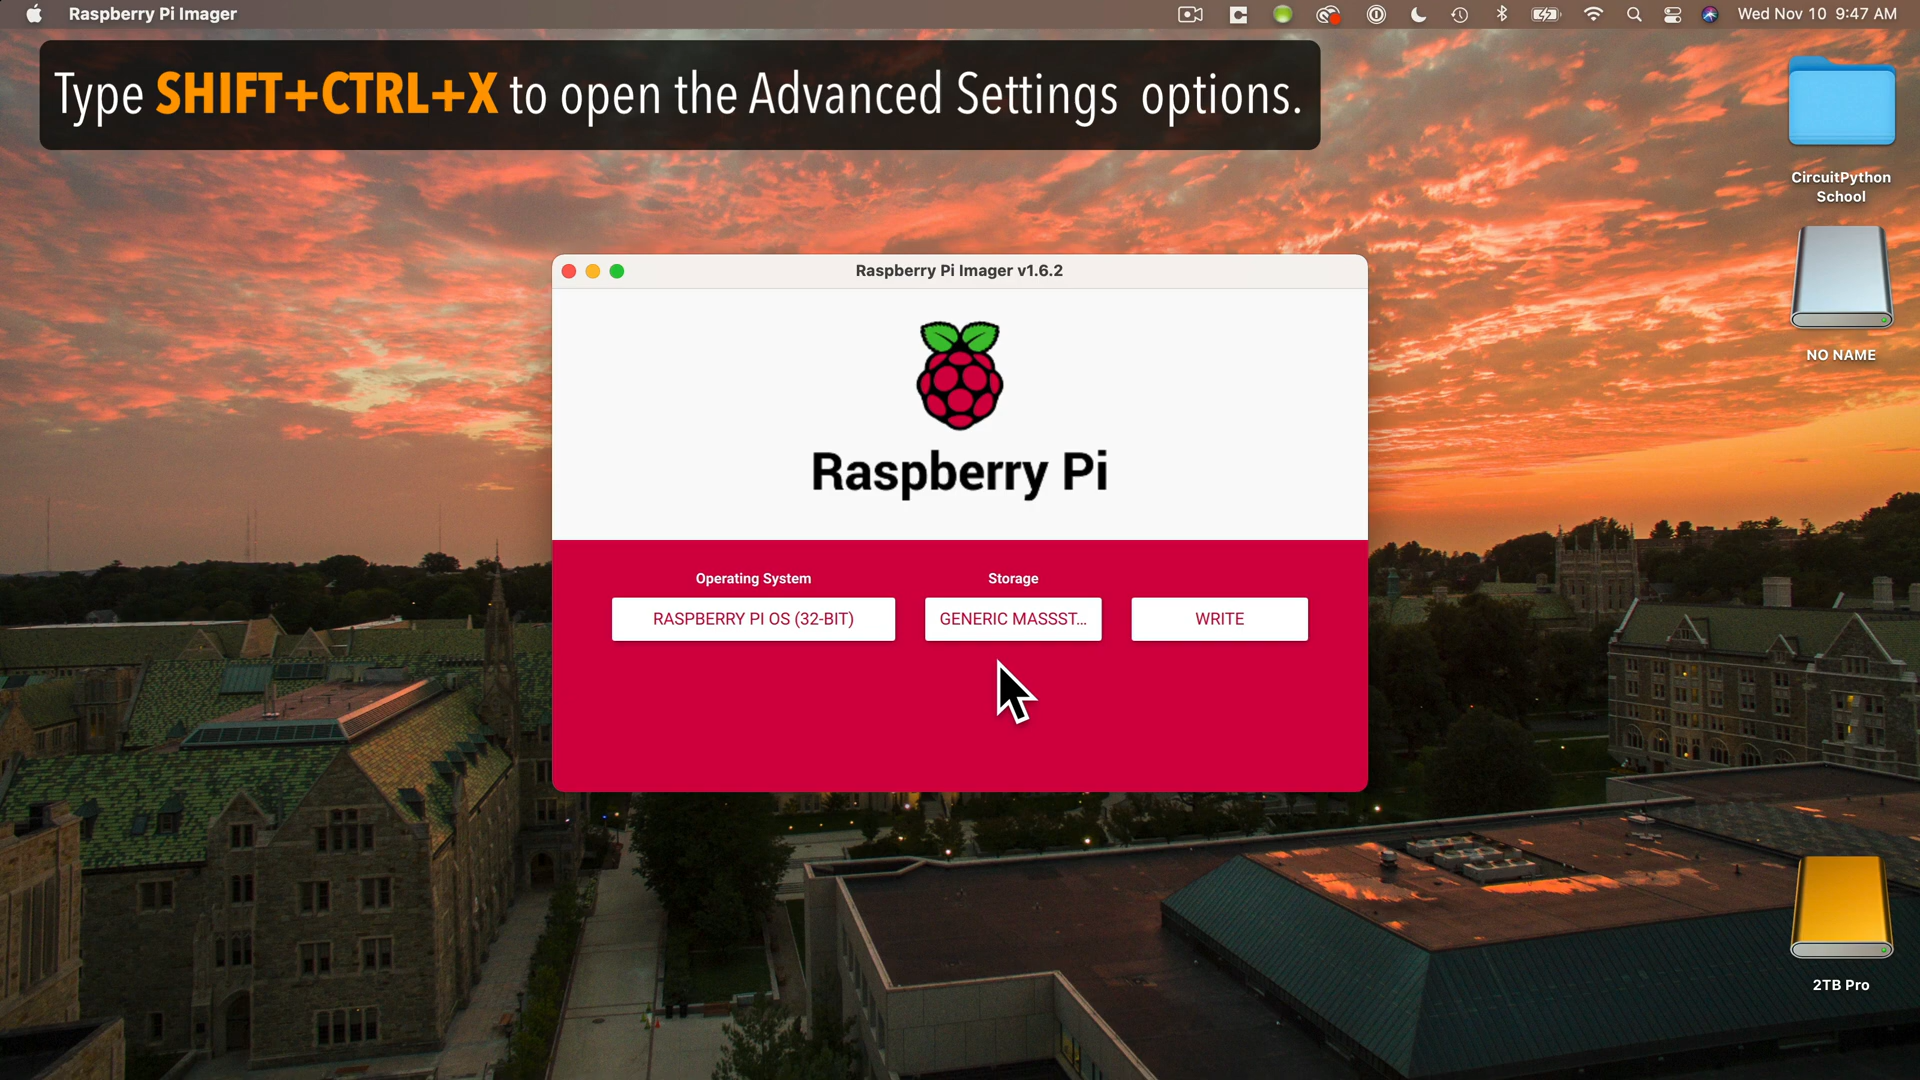 Raspberry Pi Imager
Wed Nov 10 9:47 AM
Type SHIFT+CTRL+X to open the Advanced Settings options.
CircuitPython
School
NO NAME
Raspberry Pi Imager v1.6.2
Raspberry Pi
Operating System
Storage
RASPBERRY PI OS (32-BIT)
GENERIC MASSST...
WRITE
2TB Pro